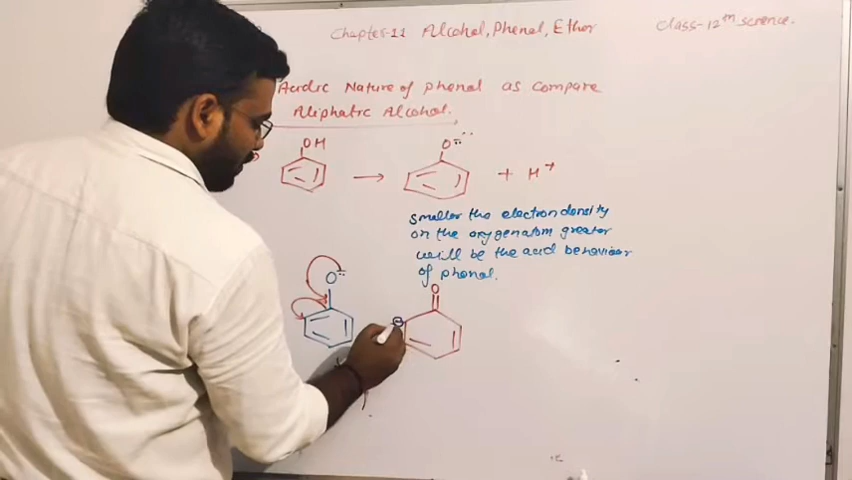 Chapter-11 Alcohol, Phenol, Ether
Class-12th science.
Acidic Nature of phenol as compare
Aliphatic Alcohol.
OH
O
+ H+
smaller the electron density
on the oxygen atom greater
will be the acid behaviour
of phenol.
O
O